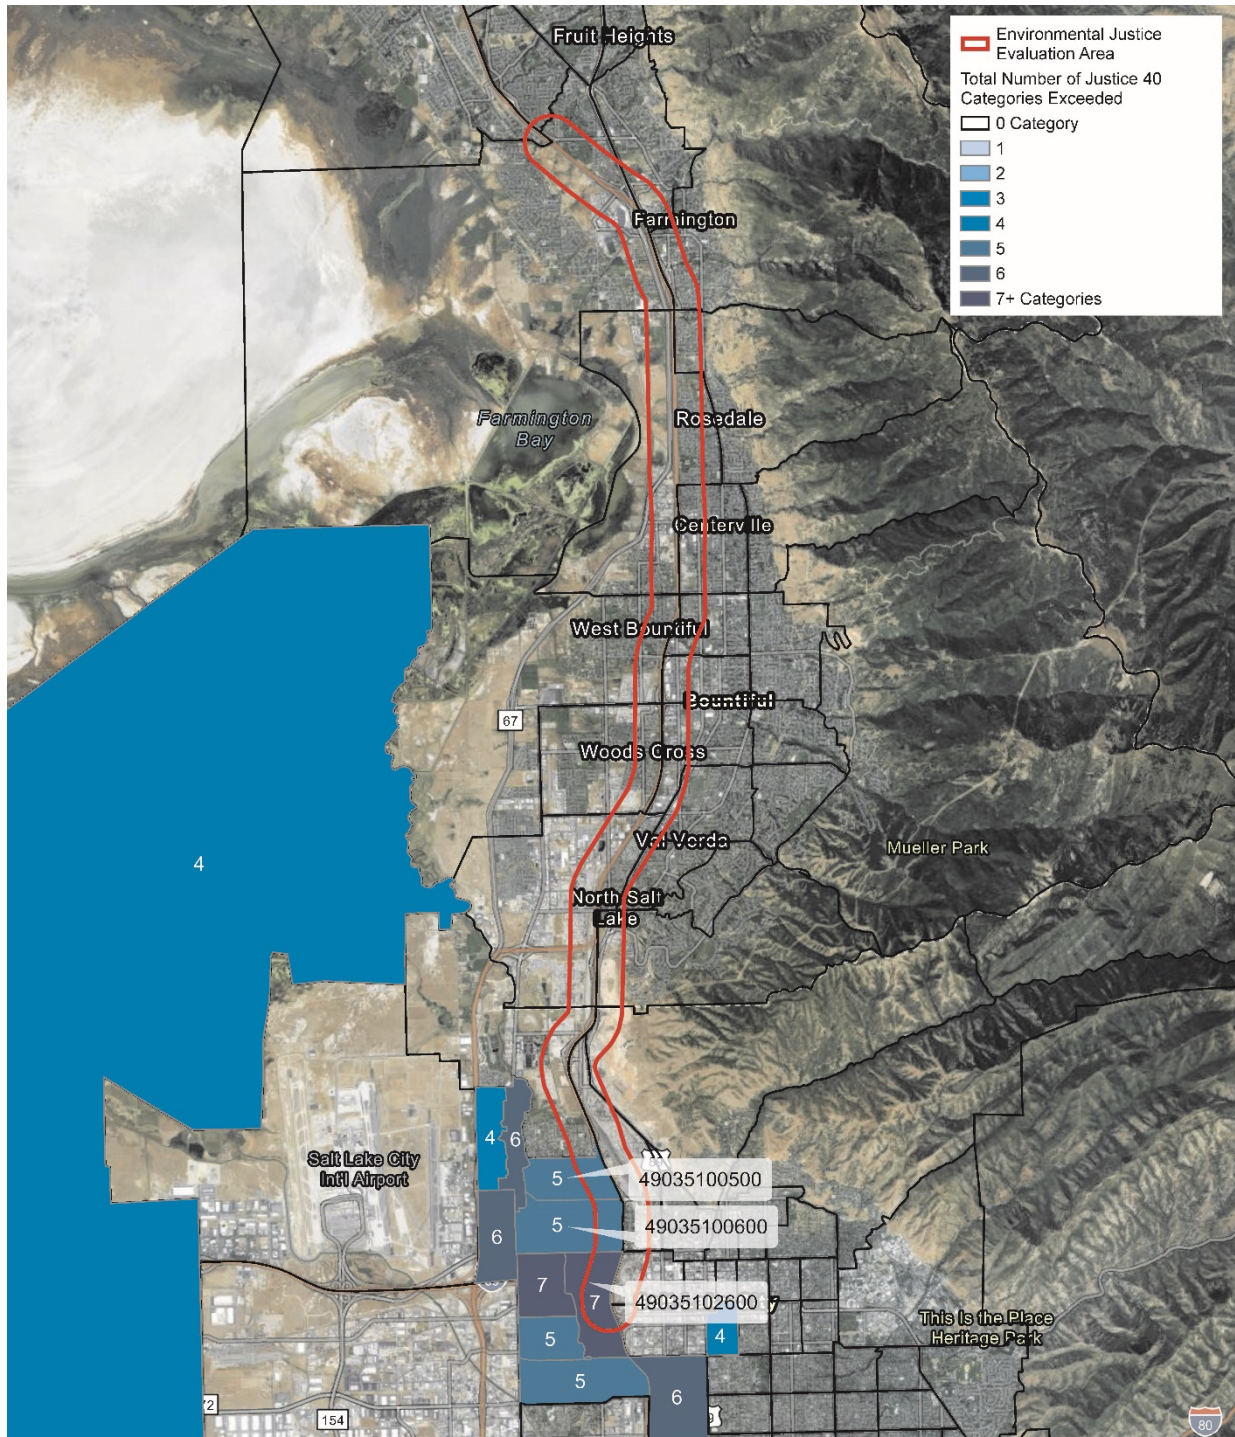 Fruit Heights
Environmental Justice
Evaluation Area
Total Number of Justice 40
Categories Exceeded
0 Category
1
2
3
4
5
6
7+ Categories
Farmington
Farmington
Bay
Rosedale
Centerville
West Bountiful
67
Bountiful
Woods Cross
Val Verda
Mueller Park
4
North Salt
Lake
4
6
Salt Lake City
Int'l Airport
5
49035100500
5
49035100600
6
7
7
49035102600
This Is the Place
Heritage Park
5
4
5
6
154
80